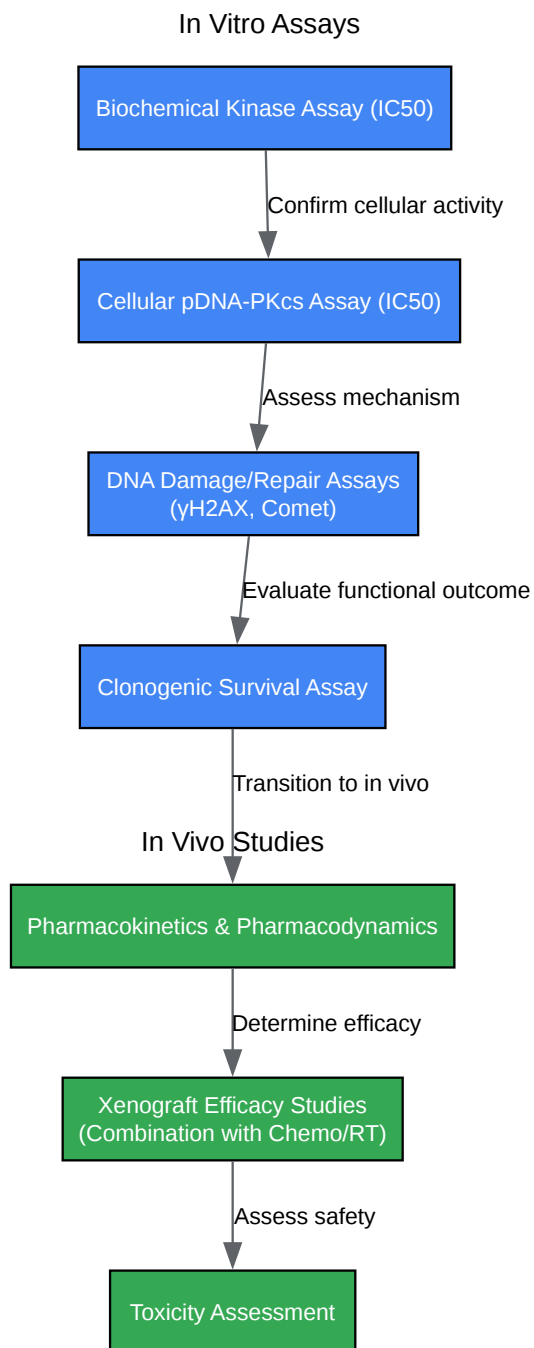 In Vitro Assays
Biochemical Kinase Assay (IC50)
Confirm cellular activity
Cellular pDNA-PKcs Assay (IC50)
Assess mechanism
DNA Damage/Repair Assays
(γH2AX, Comet)
Evaluate functional outcome
Clonogenic Survival Assay
Transition to in vivo
In Vivo Studies
Pharmacokinetics & Pharmacodynamics
Determine efficacy
Xenograft Efficacy Studies
(Combination with Chemo/RT)
Assess safety
Toxicity Assessment